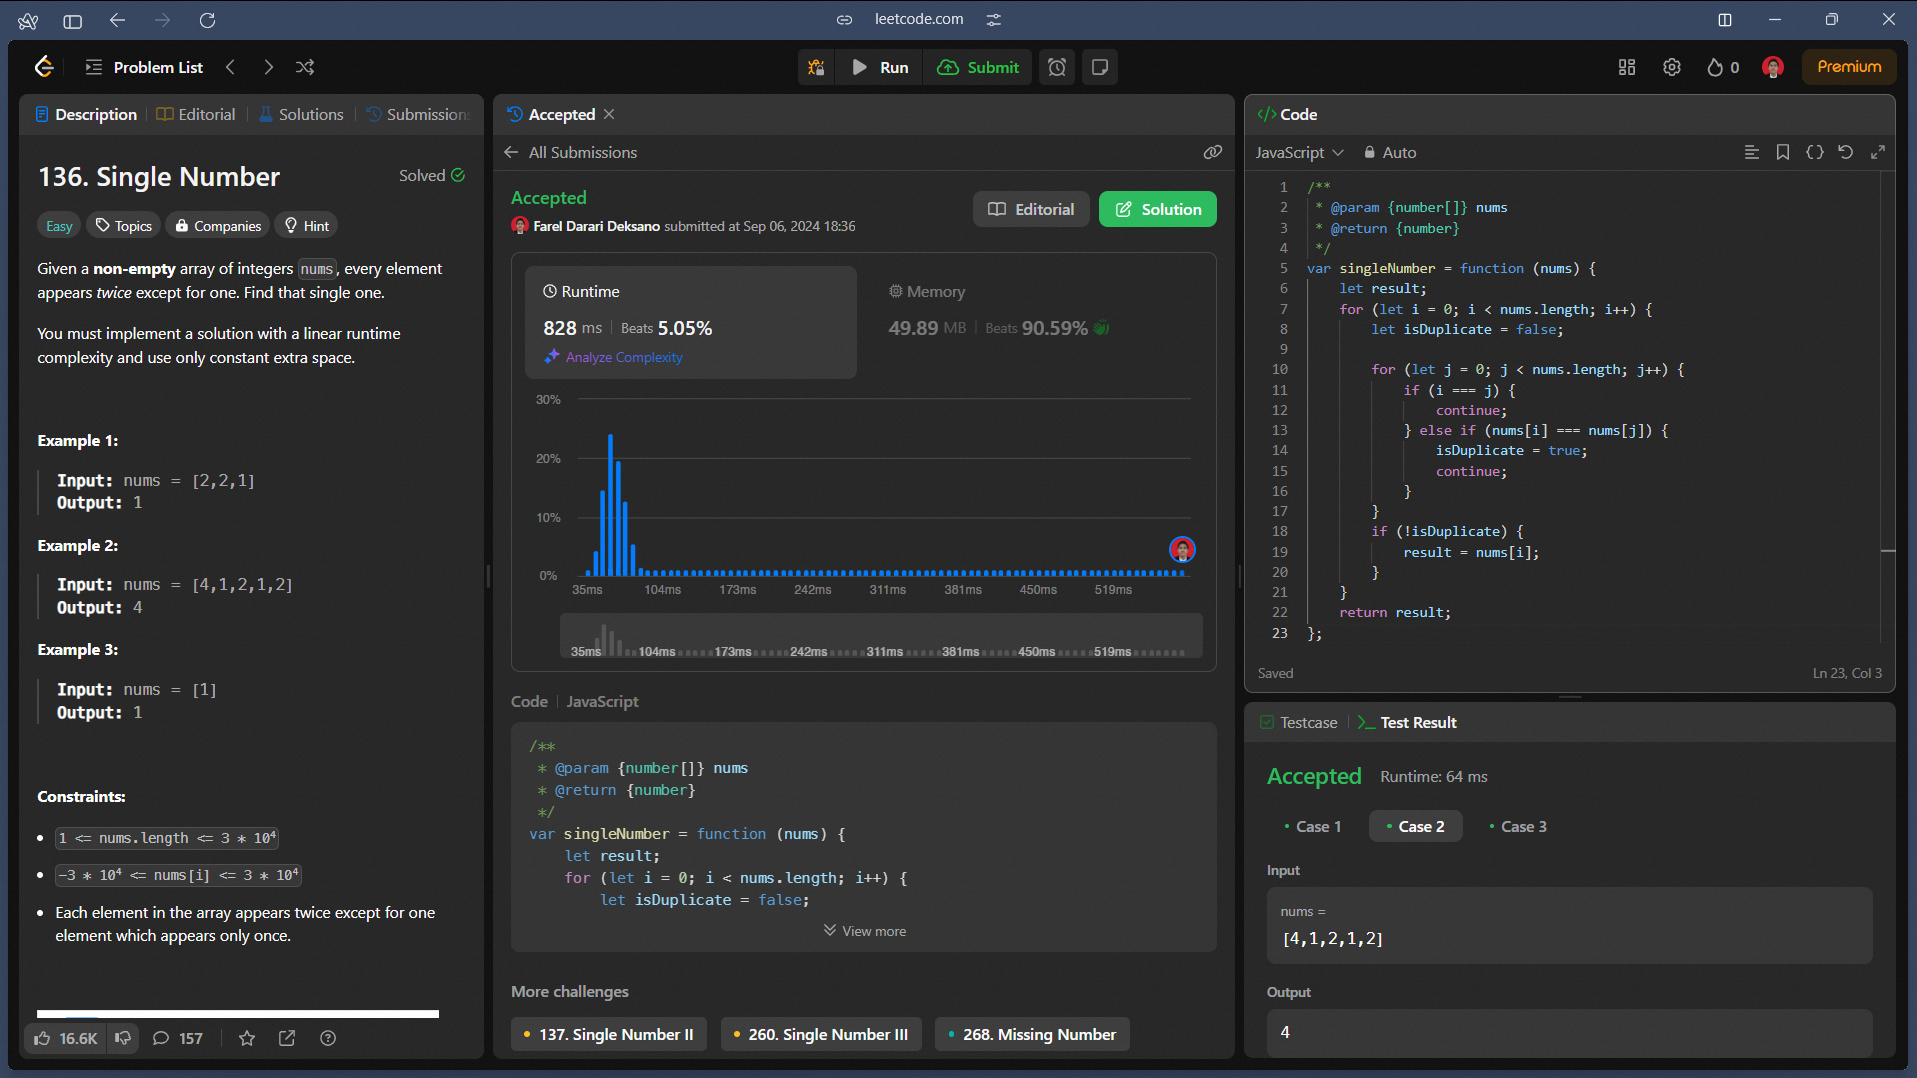 leetcode.com
Problem List
Run
Submit
0
Premium
Description
Editorial
Solutions
Submission
136. Single Number
Solved
Easy
Topics
Companies
Hint
Given a non-empty array of integers nums, every element
appears twice except for one. Find that single one.
You must implement a solution with a linear runtime
complexity and use only constant extra space.
Example 1:
Input: nums = [2,2,1]
Output: 1
Example 2:
Input: nums = [4,1,2,1,2]
Output: 4
Example 3:
Input: nums = [1]
Output: 1
Constraints:
• 1 <= nums.length <= 3 * 10⁴
• -3 * 10⁴ <= nums[i] <= 3 * 10⁴
• Each element in the array appears twice except for one
element which appears only once.
16.6K
157
Accepted
All Submissions
Accepted
Farel Darari Deksano submitted at Sep 06, 2024 18:36
Editorial
Solution
Runtime
828 ms | Beats 5.05%
Analyze Complexity
Memory
49.89 MB | Beats 90.59%
30%
20%
10%
0%
35ms 104ms 173ms 242ms 311ms 381ms 450ms 519ms
35ms 104ms 173ms 242ms 311ms 381ms 450ms 519ms
Code | JavaScript
/**
 * @param {number[]} nums
 * @return {number}
 */
var singleNumber = function (nums) {
    let result;
    for (let i = 0; i < nums.length; i++) {
        let isDuplicate = false;
View more
More challenges
• 137. Single Number II
• 260. Single Number III
• 268. Missing Number
</> Code
JavaScript
Auto
1 /**
2  * @param {number[]} nums
3  * @return {number}
4  */
5 var singleNumber = function (nums) {
6     let result;
7     for (let i = 0; i < nums.length; i++) {
8         let isDuplicate = false;
9
10         for (let j = 0; j < nums.length; j++) {
11             if (i === j) {
12                 continue;
13             } else if (nums[i] === nums[j]) {
14                 isDuplicate = true;
15                 continue;
16             }
17         }
18         if (!isDuplicate) {
19             result = nums[i];
20         }
21     }
22     return result;
23 };
Saved
Ln 23, Col 3
Testcase
>_ Test Result
Accepted
Runtime: 64 ms
• Case 1
• Case 2
• Case 3
Input
nums =
[4,1,2,1,2]
Output
4